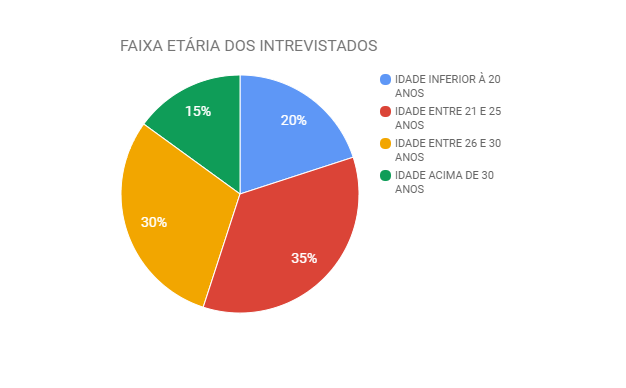 FAIXA ETÁRIA DOS INTREVISTADOS
IDADE INFERIOR À 20
ANOS
IDADE ENTRE 21 E 25
ANOS
IDADE ENTRE 26 E 30
ANOS
IDADE ACIMA DE 30
ANOS
15%
20%
30%
35%